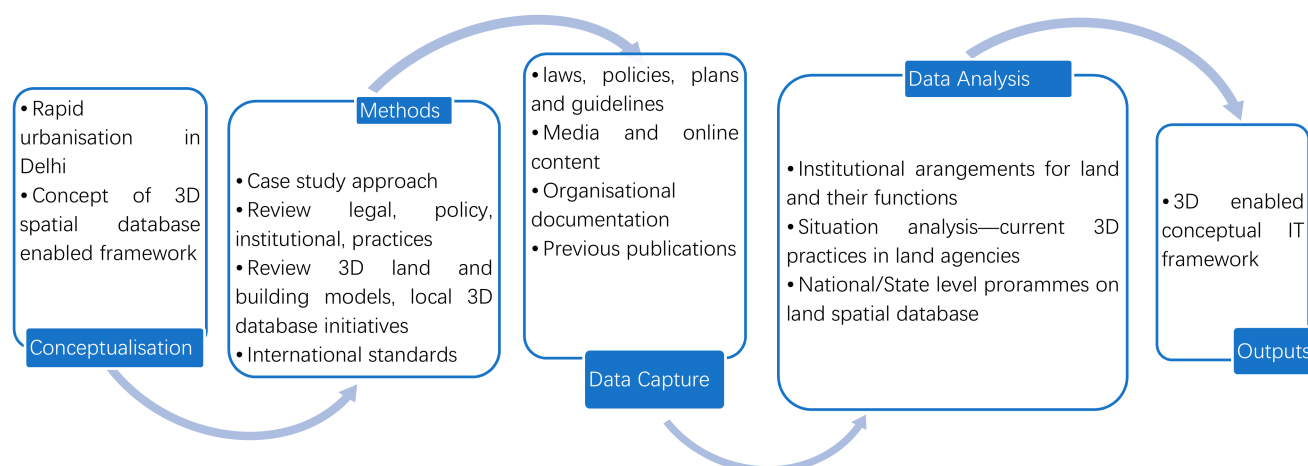 • Rapid
urbanisation in
Delhi
• Concept of 3D
spatial database
enabled framework
Conceptualisation
Methods
• Case study approach
• Review legal, policy,
institutional, practices
• Review 3D land and
building models, local 3D
database initiatives
• International standards
• laws, policies, plans
and guidelines
• Media and online
content
• Organisational
documentation
• Previous publications
Data Capture
Data Analysis
• Institutional arangements for land
and their functions
• Situation analysis—current 3D
practices in land agencies
• National/State level prorammes on
land spatial database
• 3D enabled
conceptual IT
framework
Outputs